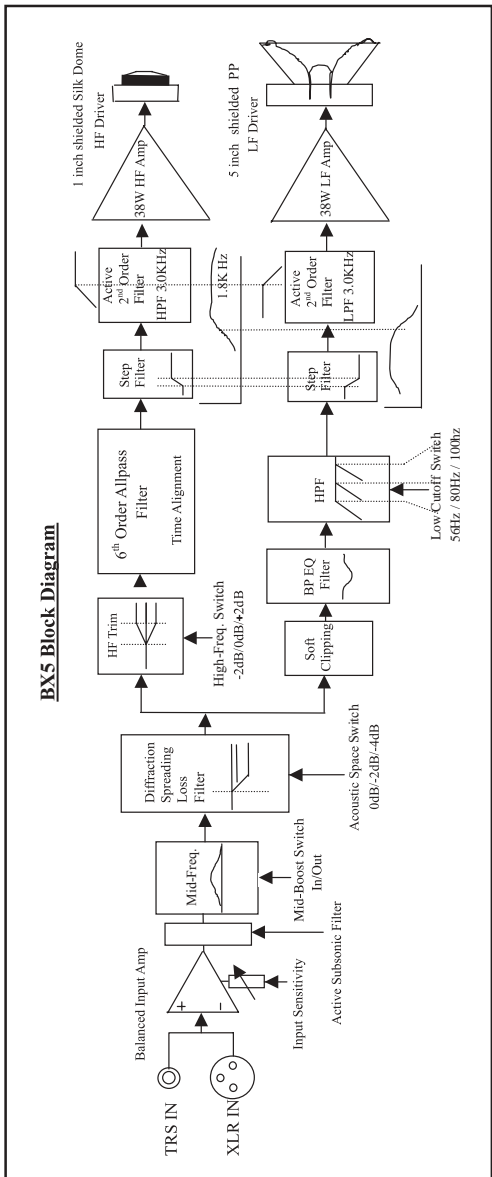 BX5 Block Diagram
TRS IN
XLR IN
Balanced Input Amp
+
-
Input Sensitivity
Active Subsonic Filter
Mid-Freq.
Mid-Boost Switch
In/Out
Diffraction
Spreading
Loss
Filter
Acoustic Space Switch
0dB/-2dB/-4dB
HF Trim
High-Freq. Switch
-2dB/0dB/+2dB
6th Order Allpass
Filter
Time Alignment
Step
Filter
Active
2nd Order
Filter
HPF 3.0KHz
1.8K Hz
38W HF Amp
1 inch shielded Silk Dome
HF Driver
Soft
Clipping
BP EQ
Filter
HPF
Low-Cutoff Switch
56Hz / 80Hz / 100hz
Step
Filter
Active
2nd Order
Filter
LPF 3.0KHz
38W LF Amp
5 inch shielded PP
LF Driver